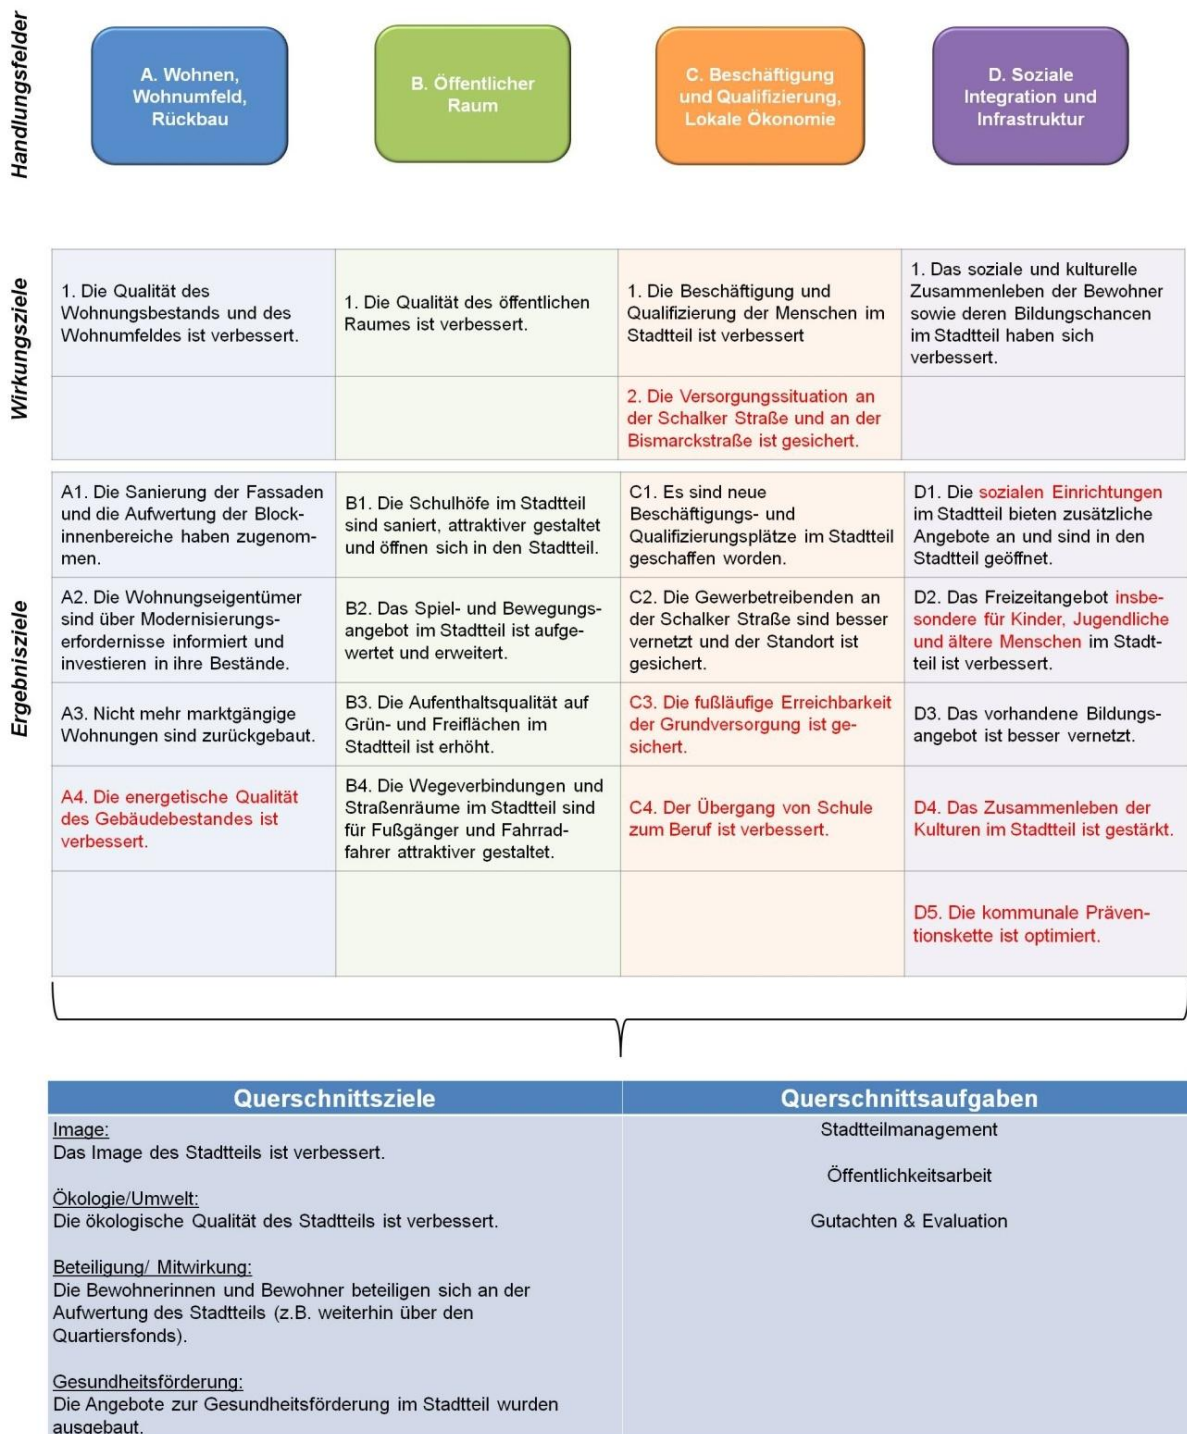 Handlungsfelder
A. Wohnen,
Wohnumfeld,
Rückbau
B. Öffentlicher
Raum
C. Beschäftigung
und Qualifizierung,
Lokale Ökonomie
D. Soziale
Integration und
Infrastruktur
Wirkungsziele
1. Die Qualität des
Wohnungsbestands und des
Wohnumfeldes ist verbessert.
1. Die Qualität des öffentlichen
Raumes ist verbessert.
1. Die Beschäftigung und
Qualifizierung der Menschen im
Stadtteil ist verbessert
1. Das soziale und kulturelle
Zusammenleben der Bewohner
sowie deren Bildungschancen
im Stadtteil haben sich
verbessert.
2. Die Versorgungssituation an
der Schalker Straße und an der
Bismarckstraße ist gesichert.
Ergebnisziele
A1. Die Sanierung der Fassaden
und die Aufwertung der Block-
innenbereiche haben zugenom-
men.
B1. Die Schulhöfe im Stadtteil
sind saniert, attraktiver gestaltet
und öffnen sich in den Stadtteil.
C1. Es sind neue
Beschäftigungs- und
Qualifizierungsplätze im Stadtteil
geschaffen worden.
D1. Die sozialen Einrichtungen
im Stadtteil bieten zusätzliche
Angebote an und sind in den
Stadtteil geöffnet.
A2. Die Wohnungseigentümer
sind über Modernisierungs-
erfordernisse informiert und
investieren in ihre Bestände.
B2. Das Spiel- und Bewegungs-
angebot im Stadtteil ist aufge-
wertet und erweitert.
C2. Die Gewerbetreibenden an
der Schalker Straße sind besser
vernetzt und der Standort ist
gesichert.
D2. Das Freizeitangebot insbe-
sondere für Kinder, Jugendliche
und ältere Menschen im Stadt-
teil ist verbessert.
A3. Nicht mehr marktgängige
Wohnungen sind zurückgebaut.
B3. Die Aufenthaltsqualität auf
Grün- und Freiflächen im
Stadtteil ist erhöht.
C3. Die fußläufige Erreichbarkeit
der Grundversorgung ist ge-
sichert.
D3. Das vorhandene Bildungs-
angebot ist besser vernetzt.
A4. Die energetische Qualität
des Gebäudebestandes ist
verbessert.
B4. Die Wegeverbindungen und
Straßenräume im Stadtteil sind
für Fußgänger und Fahrrad-
fahrer attraktiver gestaltet.
C4. Der Übergang von Schule
zum Beruf ist verbessert.
D4. Das Zusammenleben der
Kulturen im Stadtteil ist gestärkt.
D5. Die kommunale Präven-
tionskette ist optimiert.
Querschnittsziele
Image:
Das Image des Stadtteils ist verbessert.
Ökologie/Umwelt:
Die ökologische Qualität des Stadtteils ist verbessert.
Beteiligung/ Mitwirkung:
Die Bewohnerinnen und Bewohner beteiligen sich an der
Aufwertung des Stadtteils (z.B. weiterhin über den
Quartiersfonds).
Gesundheitsförderung:
Die Angebote zur Gesundheitsförderung im Stadtteil wurden
ausgebaut.
Querschnittsaufgaben
Stadtteilmanagement
Öffentlichkeitsarbeit
Gutachten & Evaluation